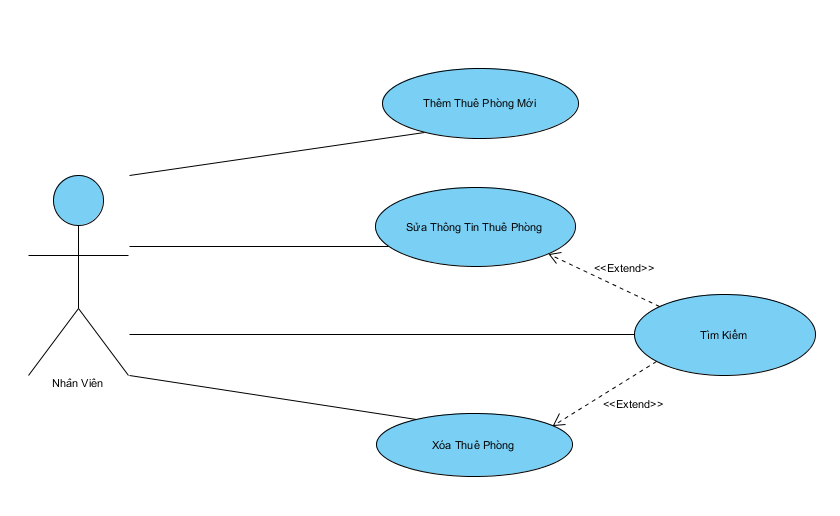 Thêm Thuê Phòng Mới
Sửa Thông Tin Thuê Phòng
<<Extend>>
Tìm Kiếm
Nhân Viên
<<Extend>>
Xóa Thuê Phòng